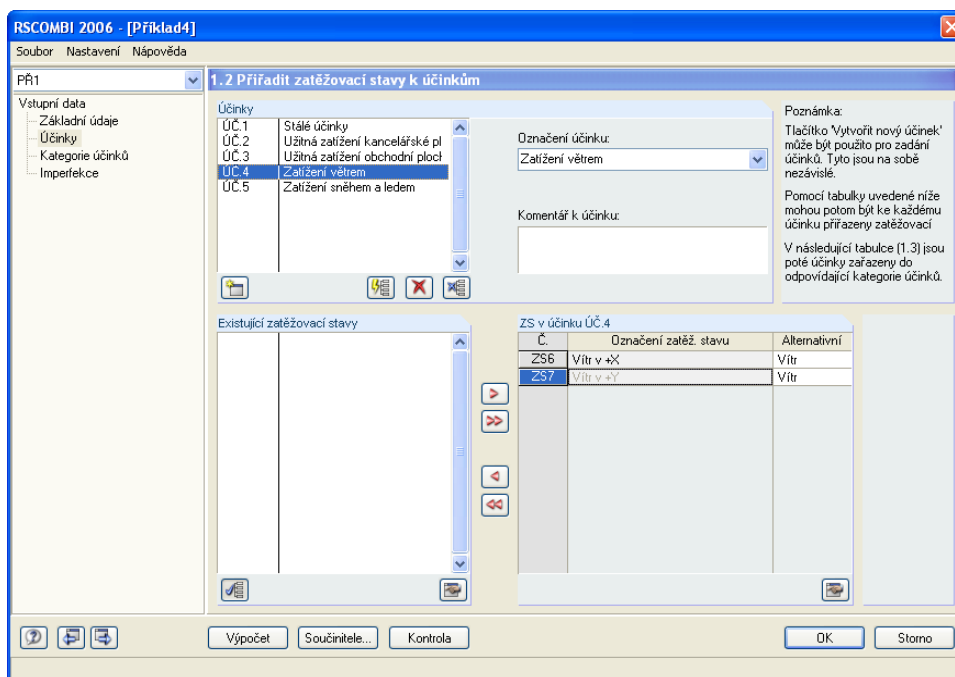 RSCOMBI 2006 - [Příklad4]
Soubor Nastavení Nápověda
PŘ1
1.2 Přiřadit zatěžovací stavy k účinkům
Vstupní data
Základní údaje
Účinky
Kategorie účinků
Imperfekce
Účinky
ÚČ.1 Stálé účinky
ÚČ.2 Užitná zatížení kancelářské pl
ÚČ.3 Užitná zatížení obchodní ploch
ÚČ.4 Zatížení větrem
ÚČ.5 Zatížení sněhem a ledem
Označení účinku:
Zatížení větrem
Komentář k účinku:
Poznámka:
Tlačítko 'Vytvořit nový účinek'
může být použito pro zadání
účinků. Tyto jsou na sobě
nezávislé.
Pomocí tabulky uvedené níže
mohou potom být ke každému
účinku přiřazeny zatěžovací
V následující tabulce (1.3) jsou
poté účinky zařazeny do
odpovídající kategorie účinků.
Existující zatěžovací stavy
ZS v účinku ÚČ.4
Č. Označení zatěž. stavu Alternativní
ZS6 Vítr v +X Vítr
ZS7 Vítr v +Y Vítr
Výpočet Součinitele... Kontrola OK Storno